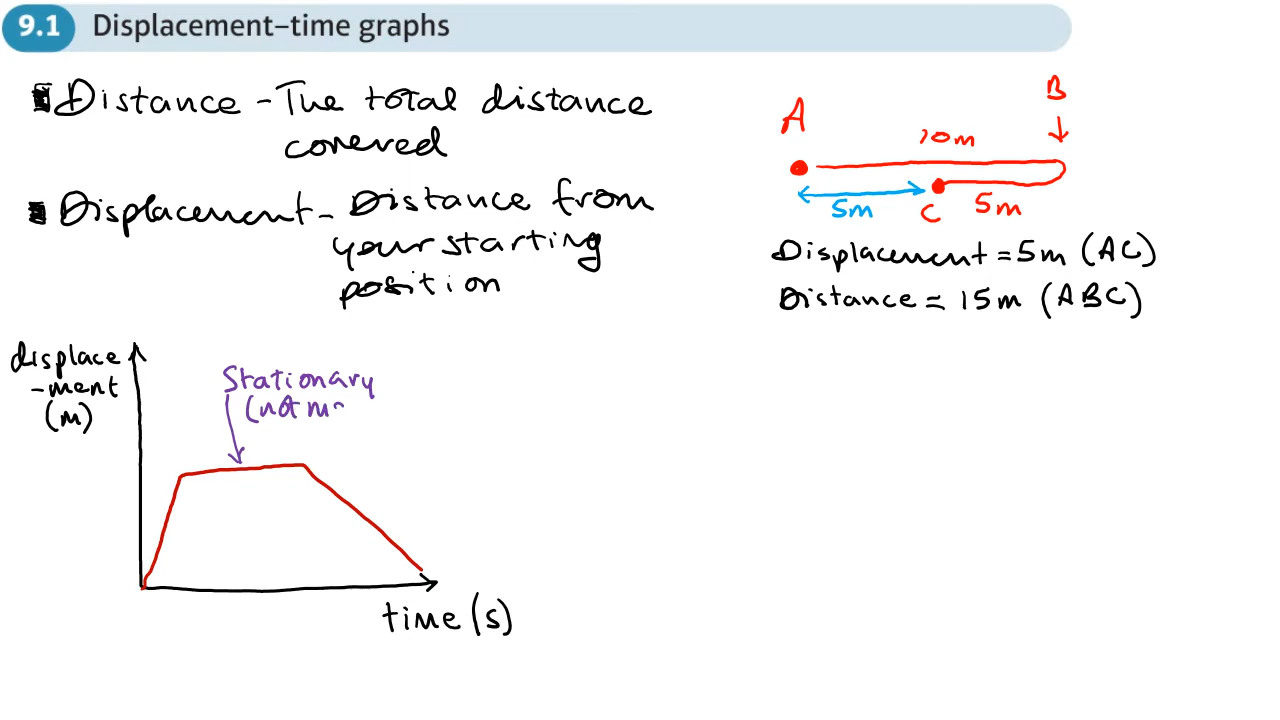 9.1 Displacement–time graphs
Distance - The total distance
covered
Displacement - Distance from
your starting
position
A
B
10m
5m
C
5m
Displacement = 5m (AC)
Distance = 15m (ABC)
displace
-ment
(m)
Stationary
(not m
time (s)